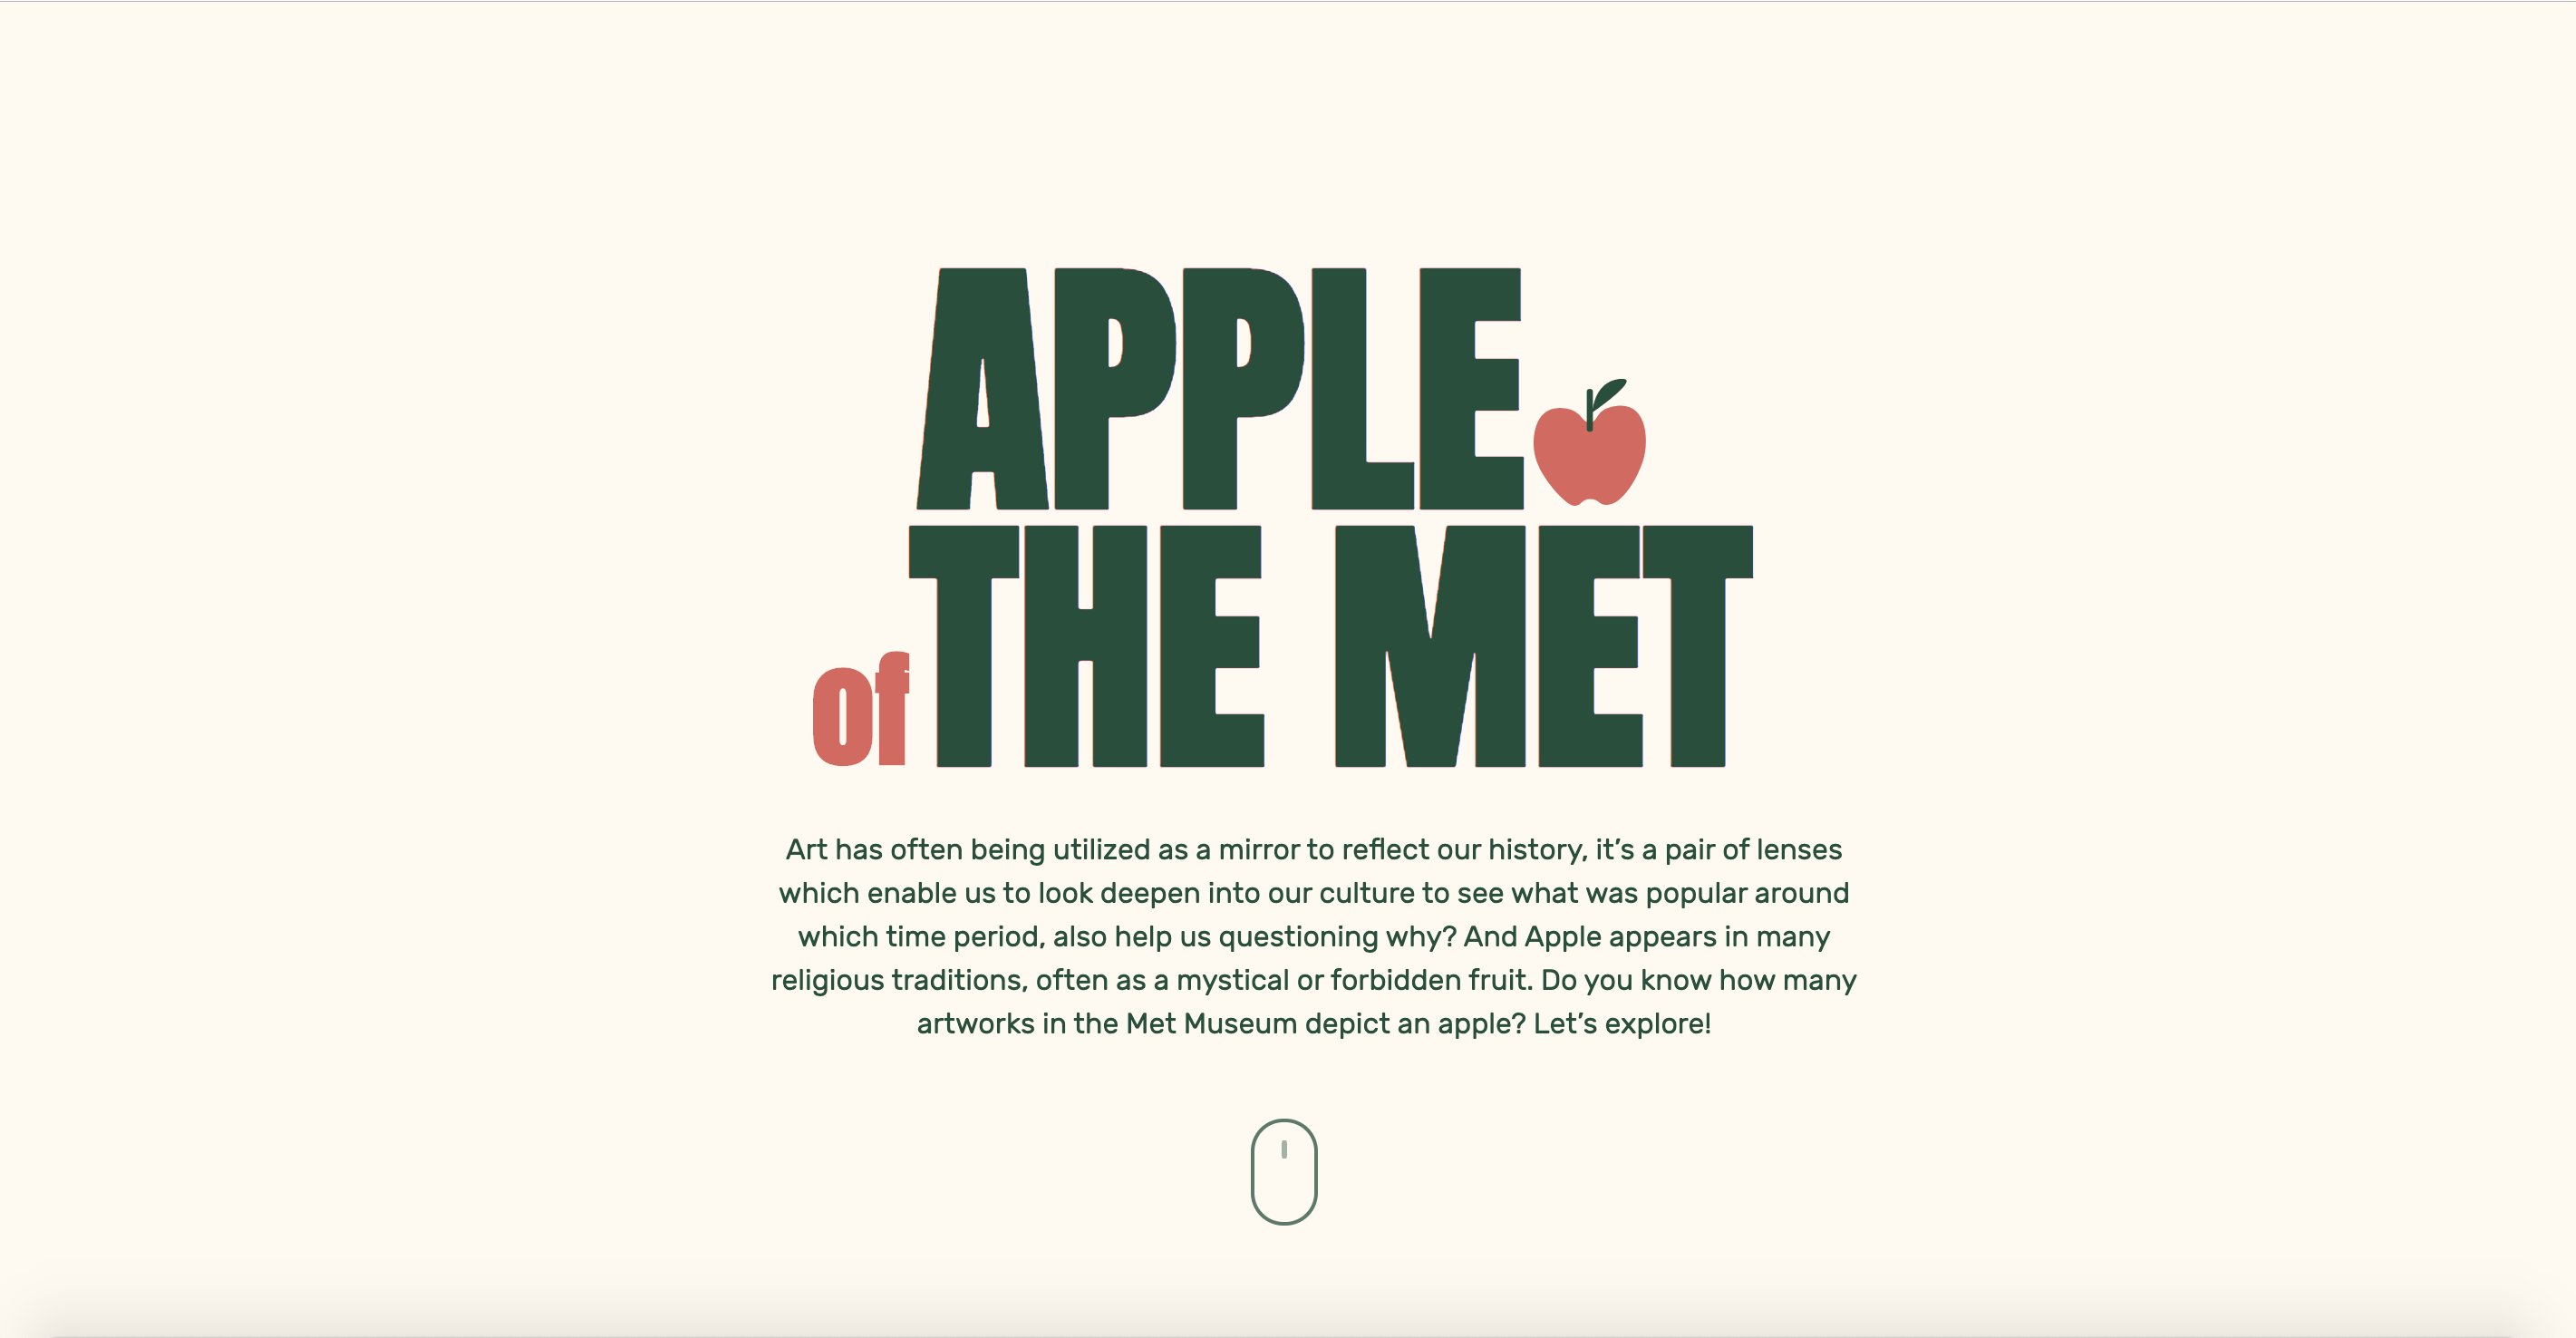 APPLE
of THE MET
Art has often being utilized as a mirror to reflect our history, it’s a pair of lenses
which enable us to look deepen into our culture to see what was popular around
which time period, also help us questioning why? And Apple appears in many
religious traditions, often as a mystical or forbidden fruit. Do you know how many
artworks in the Met Museum depict an apple? Let’s explore!